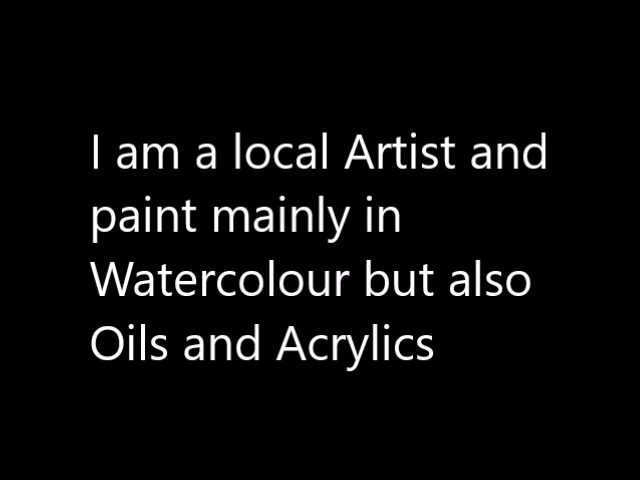 I am a local Artist and
paint mainly in
Watercolour but also
Oils and Acrylics